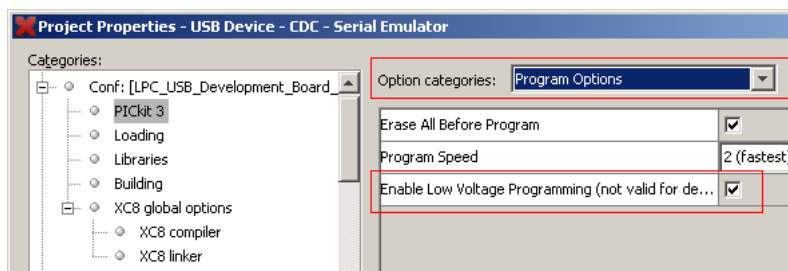 Project Properties - USB Device - CDC - Serial Emulator
Categories:
Conf: [LPC_USB_Development_Board_
PICkit 3
Loading
Libraries
Building
XC8 global options
XC8 compiler
XC8 linker
Option categories: Program Options
Erase All Before Program
Program Speed 2 (fastest)
Enable Low Voltage Programming (not valid for de...